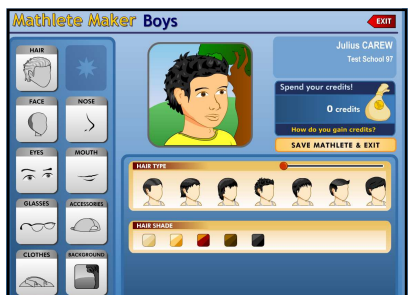 Mathlete Maker Boys
EXIT
Julius CAREW
Test School 97
Spend your credits!
0 credits
How do you gain credits?
SAVE MATHLETE & EXIT
HAIR
FACE
NOSE
EYES
MOUTH
GLASSES
ACCESSORIES
CLOTHES
BACKGROUND
HAIR TYPE
HAIR SHADE